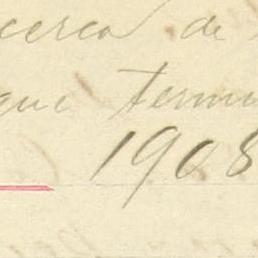 acerca de
que termin
1908